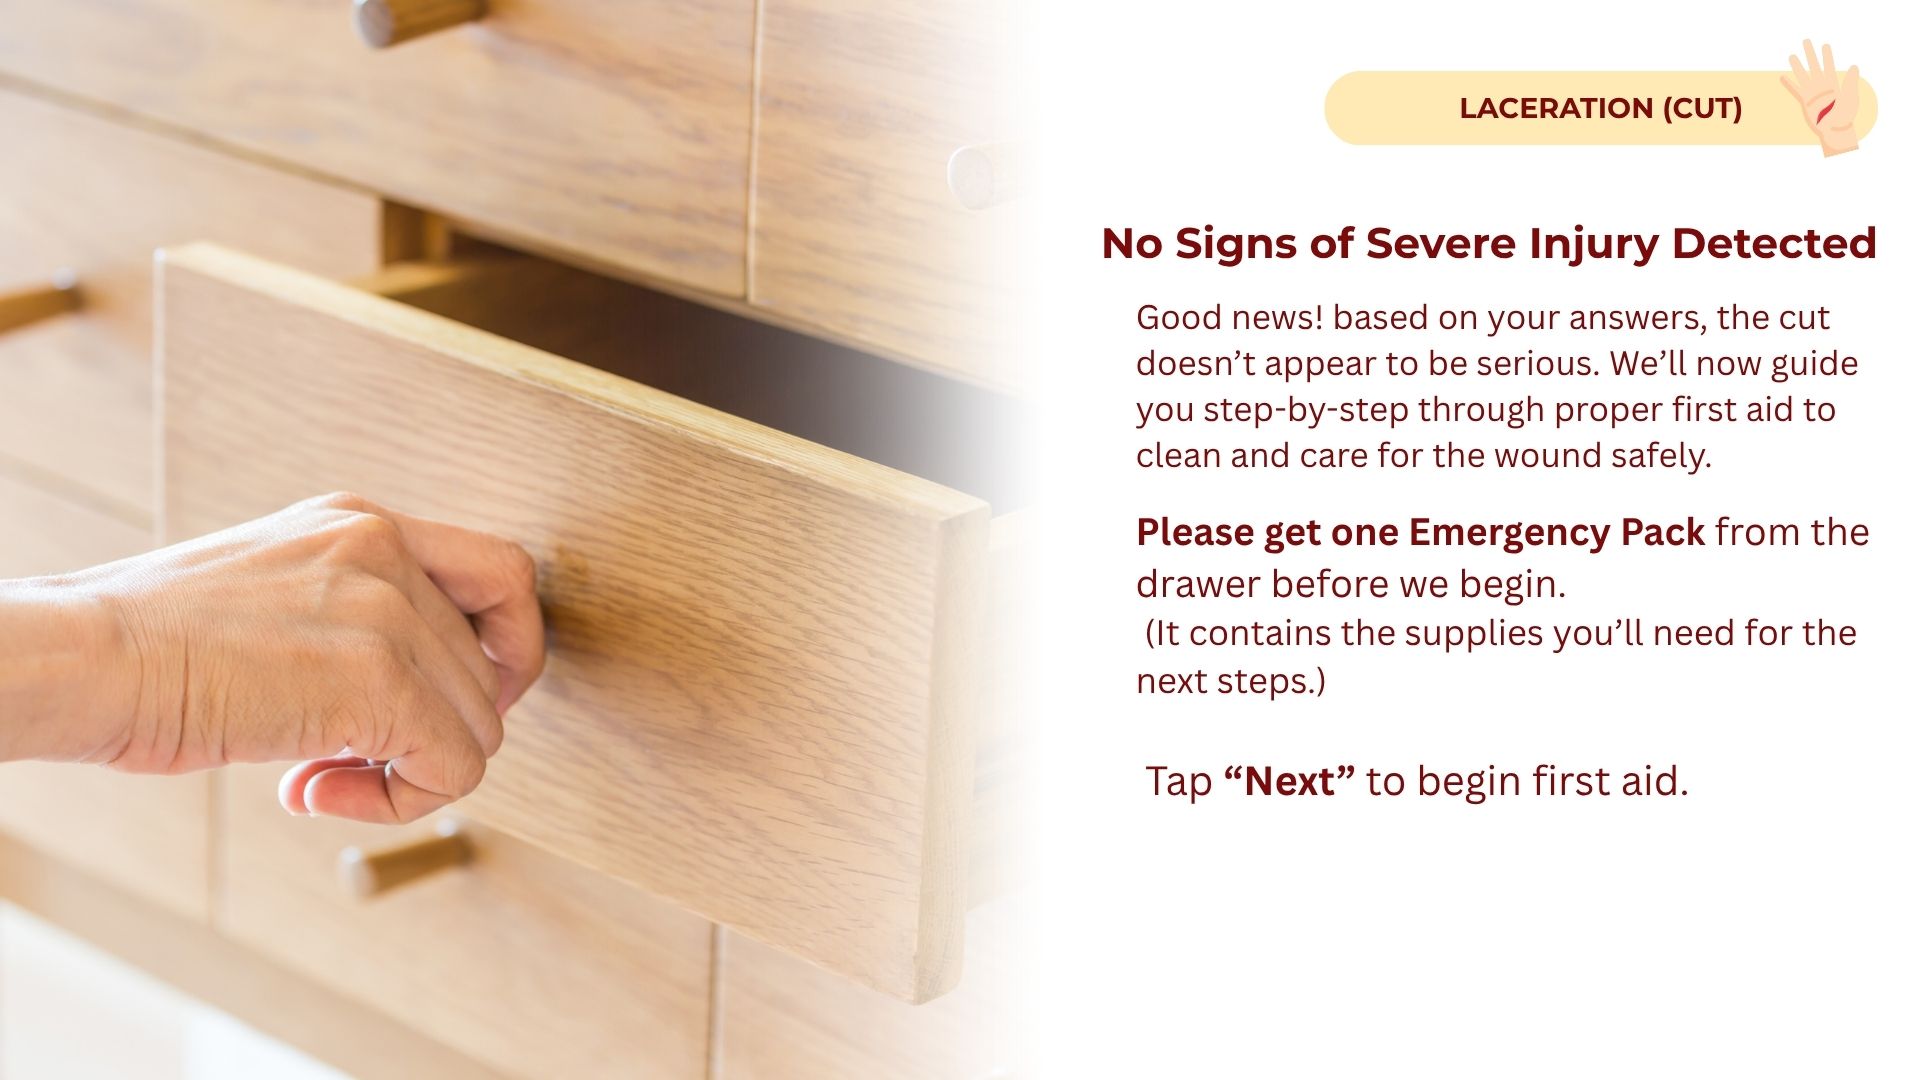 LACERATION (CUT)
No Signs of Severe Injury Detected
Good news! based on your answers, the cut
doesn’t appear to be serious. We’ll now guide
you step-by-step through proper first aid to
clean and care for the wound safely.
Please get one Emergency Pack from the
drawer before we begin.
(It contains the supplies you’ll need for the
next steps.)
Tap “Next” to begin first aid.